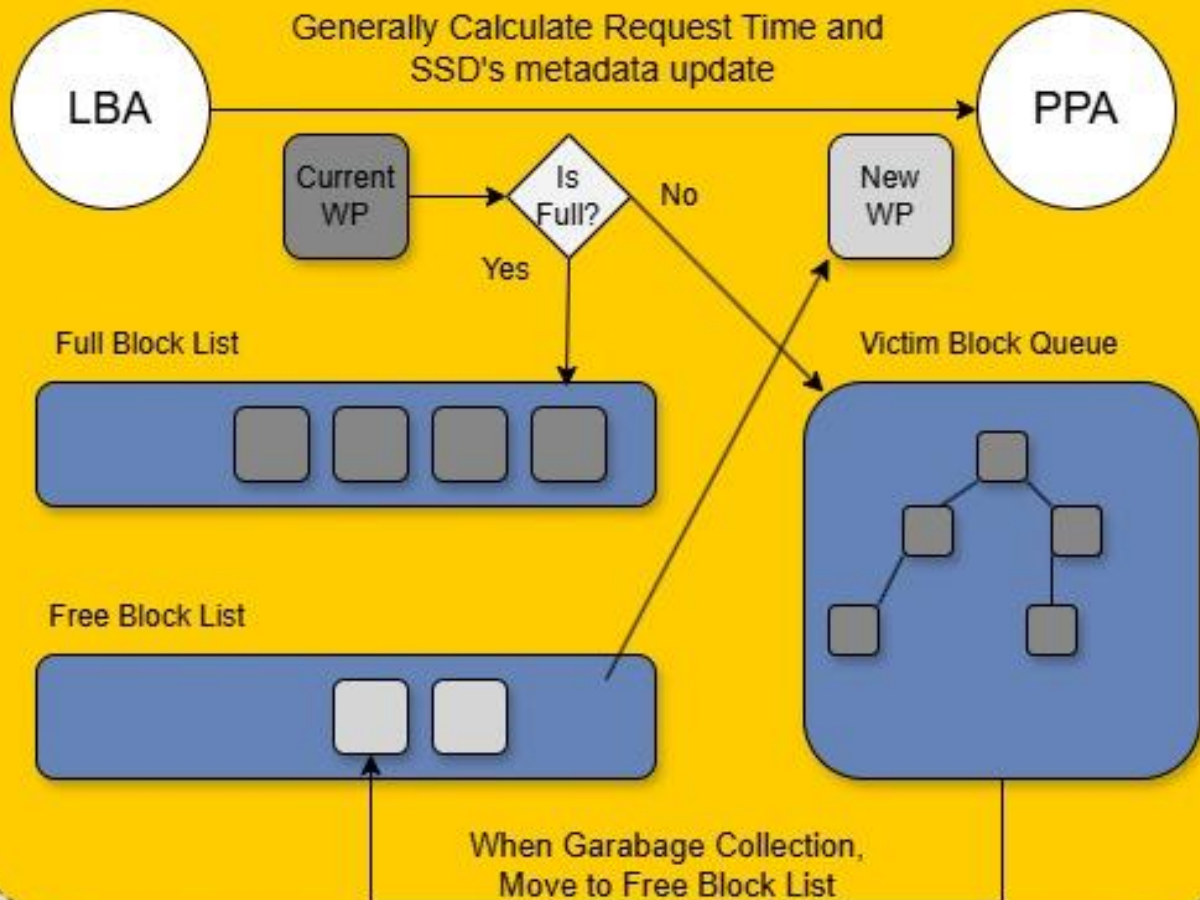 Generally Calculate Request Time and
SSD's metadada update
LBA
PPA
Current
WP
Is
Full?
No
New
WP
Yes
Full Block List
Victim Block Queue
Free Block List
When Garabage Collection,
Move to Free Block List